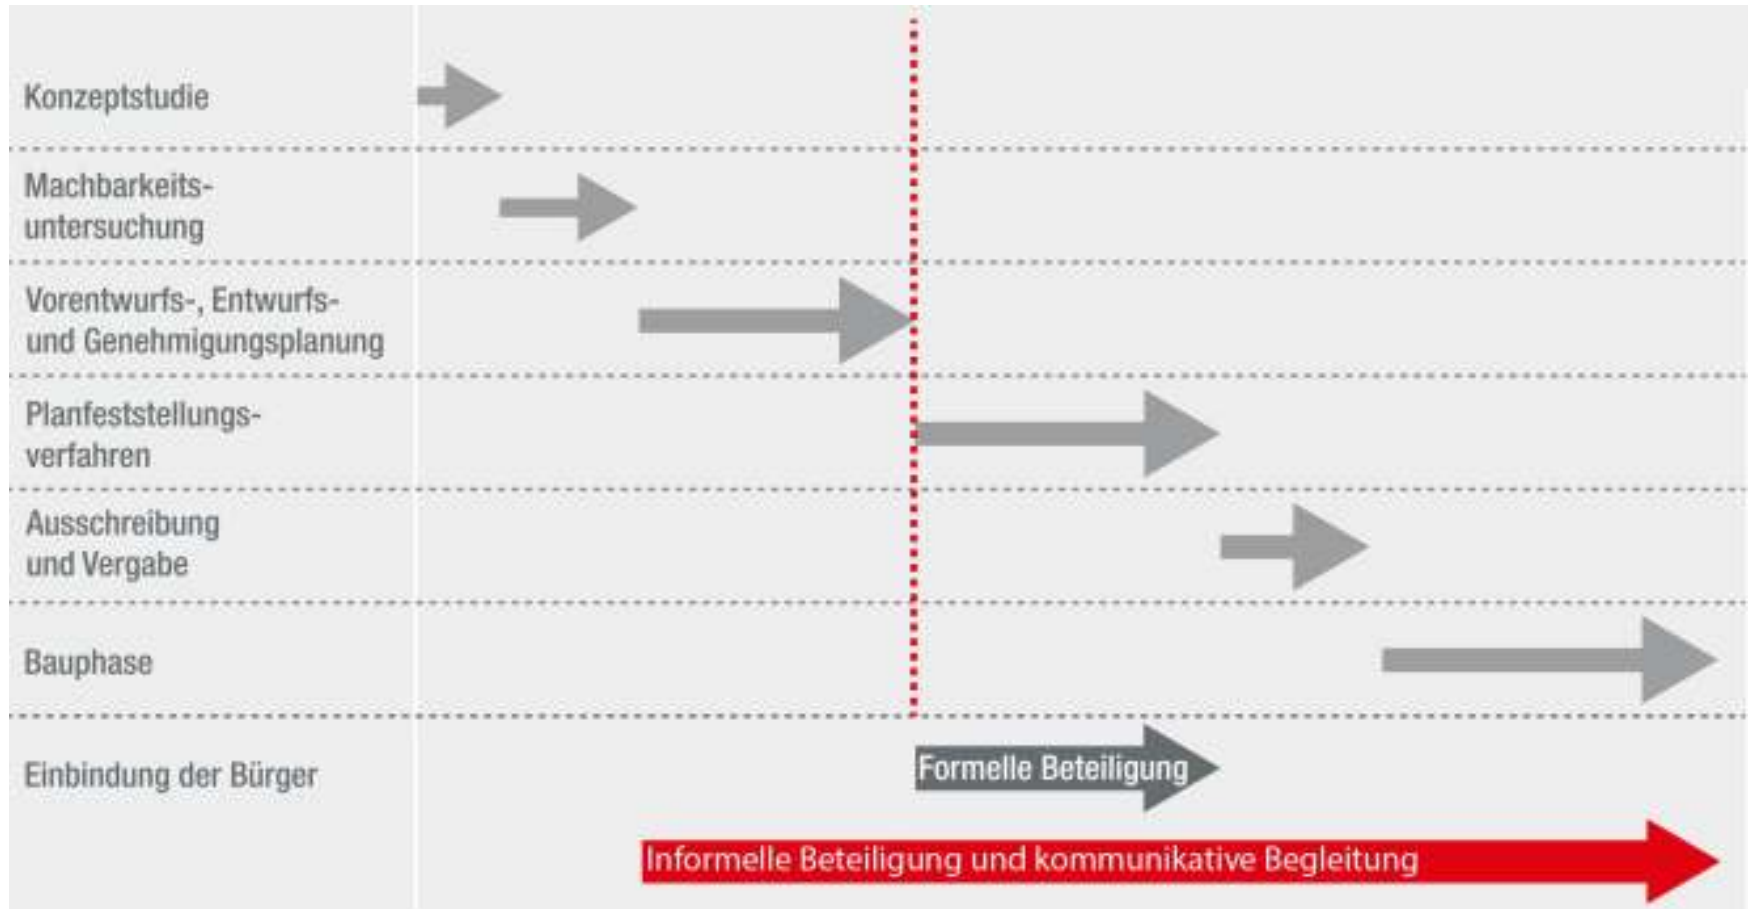 Konzeptstudie
Machbarkeits-
untersuchung
Vorentwurfs-, Entwurfs-
und Genehmigungsplanung
Planfeststellungs-
verfahren
Ausschreibung
und Vergabe
Bauphase
Einbindung der Bürger
Formelle Beteiligung
Informelle Beteiligung und kommunikative Begleitung